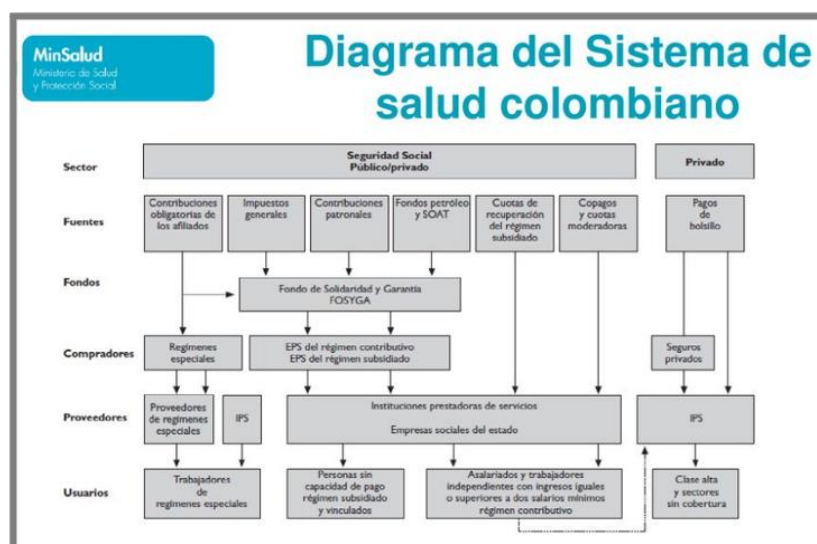 MinSalud
Ministerio de Salud
y Protección Social
Diagrama del Sistema de
salud colombiano
Sector
Seguridad Social
Público/privado
Privado
Fuentes
Contribuciones
obligatorias de
los afiliados
Impuestos
generales
Contribuciones
patronales
Fondos petróleo
y SOAT
Cuotas de
recuperación
del régimen
subsidiado
Copagos
y cuotas
moderadoras
Pagos
de
bolsillo
Fondos
Fondo de Solidaridad y Garantía
FOSYGA
Compradores
Regímenes
especiales
EPS del régimen contributivo
EPS del régimen subsidiado
Seguros
privados
Proveedores
Proveedores
de regimenes
especiales
IPS
Instituciones prestadoras de servicios
Empresas sociales del estado
IPS
Usuarios
Trabajadores
de
regimenes especiales
Personas sin
capacidad de pago
régimen subsidiado
y vinculados
Asalariados y trabajadores
independientes con ingresos iguales
o superiores a dos salarios mínimos
régimen contributivo
Clase alta
y sectores
sin cobertura